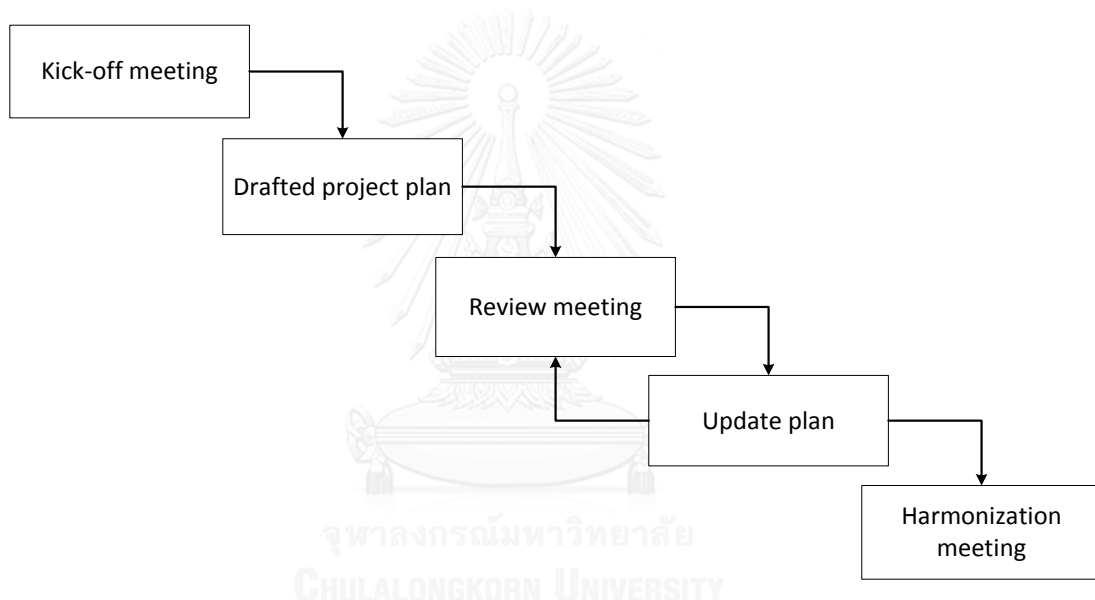 Kick-off meeting
Drafted project plan
Review meeting
Update plan
Harmonization
meeting
จุฬาลงกรณ์มหาวิทยาลัย
CHULALONGKORN UNIVERSITY